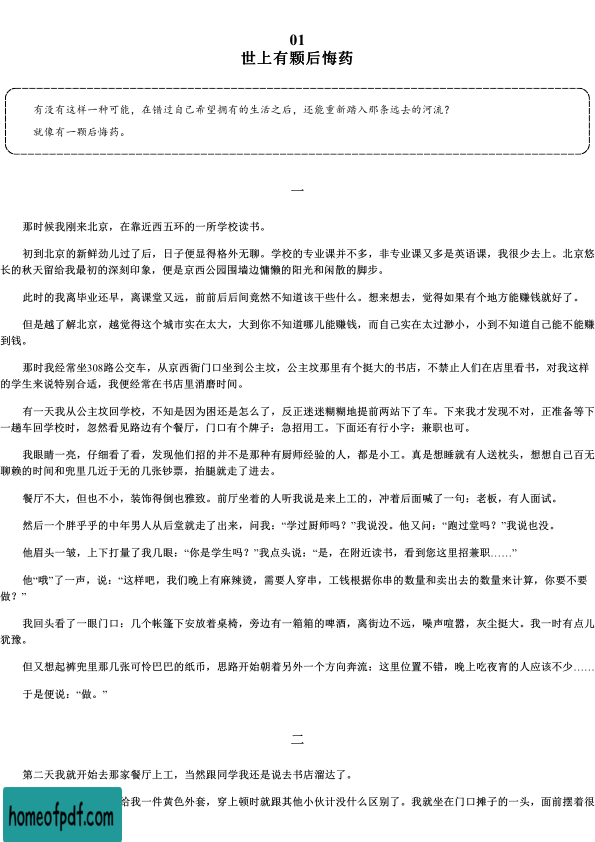 01
世上有颗后悔药
有没有这样一种可能，在错过自己希望拥有的生活之后，还能重新踏入那条远去的河流？
就像有一颗后悔药。
一
那时候我刚来北京，在靠近西五环的一所学校读书。
初到北京的新鲜劲儿过了后，日子便显得格外无聊。学校的专业课并不多，非专业课又多是英语课，我很少去上。北京悠
长的秋天留给我最初的深刻印象，便是京西公园围墙边慵懒的阳光和闲散的脚步。
此时的我离毕业还早，离课堂又远，前前后后间竟然不知道该干些什么。想来想去，觉得如果有个地方能赚钱就好了。
但是越了解北京，越觉得这个城市实在太大，大到你不知道哪儿能赚钱，而自己实在太过渺小，小到不知道自己能不能赚
到钱。
那时我经常坐308路公交车，从京西衙门口坐到公主坟，公主坟那里有个挺大的书店，不禁止人们在店里看书，对我这样
的学生来说特别合适，我便经常在书店里消磨时间。
有一天我从公主坟回学校，不知是因为困还是怎么了，反正迷迷糊糊地提前两站下了车。下来我才发现不对，正准备等下
一趟车回学校时，忽然看见路边有个餐厅，门口有个牌子：急招用工。下面还有行小字：兼职也可。
我眼睛一亮，仔细看了看，发现他们招的并不是那种有厨师经验的人，都是小工。真是想睡就有人送枕头，想想自己百无
聊赖的时间和兜里几近于无的几张钞票，抬腿就走了进去。
餐厅不大，但也不小，装饰得倒也雅致。前厅坐着的人听我说是来上工的，冲着后面喊了一句：老板，有人面试。
然后一个胖乎乎的中年男人从后堂就走了出来，问我：“学过厨师吗？”我说没。他又问：“跑过堂吗？”我说也没。
他眉头一皱，上下打量了我几眼：“你是学生吗？”我点头说：“是，在附近读书，看到您这里招兼职……”
他“哦”了一声，说：“这样吧，我们晚上有麻辣烫，需要人穿串，工钱根据你串的数量和卖出去的数量来计算，你要不要
做？”
我回头看了一眼门口：几个帐篷下安放着桌椅，旁边有一箱箱的啤酒，离街边不远，噪声喧嚣，灰尘挺大。我一时有点儿
犹豫。
但又想起裤兜里那几张可怜巴巴的纸币，思路开始朝着另外一个方向奔流：这里位置不错，晚上吃夜宵的人应该不少……
于是便说：“做。”
二
第二天我就开始去那家餐厅上工，当然跟同学我还是说去书店溜达了。
给我一件黄色外套，穿上顿时就跟其他小伙计没什么区别了。我就坐在门口摊子的一头，面前摆着很
homeofpdf.com